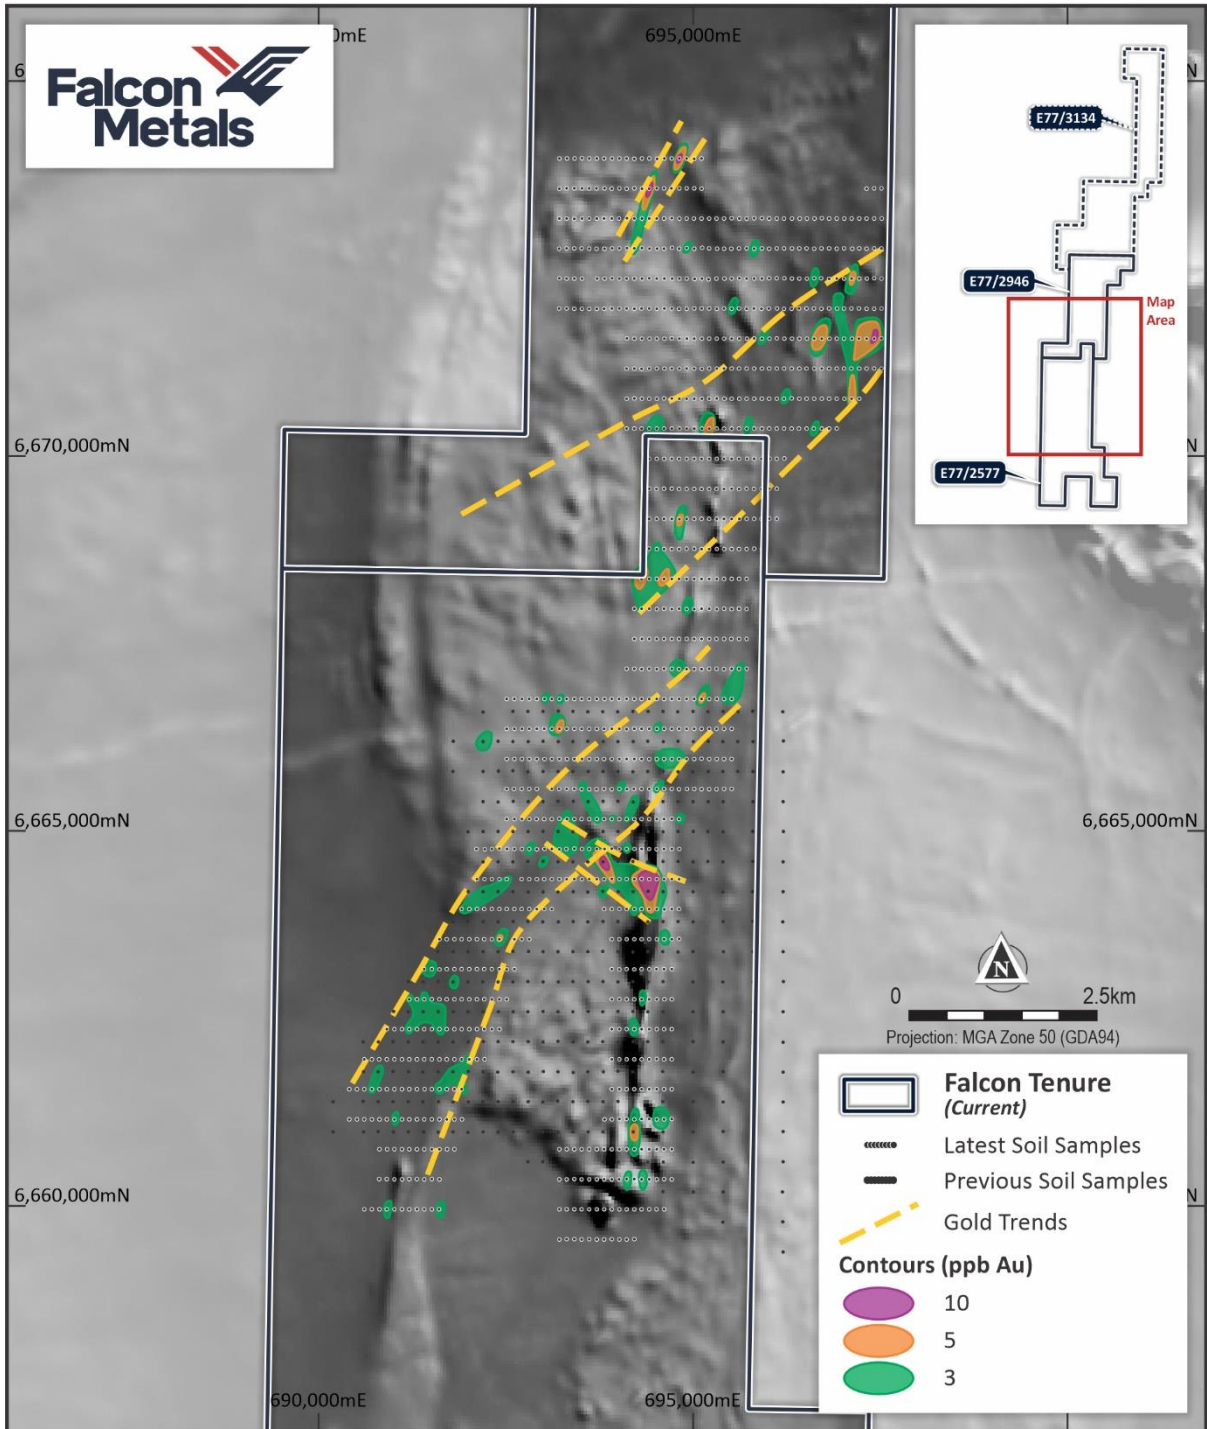 0mE
695,000mE
Falcon
Metals
6
N
E77/3134
E77/2946
Map
Area
6,670,000mN
N
E77/2577
6,665,000mN
6,665,000mN
N
0 2.5km
Projection: MGA Zone 50 (GDA94)
Falcon Tenure
(Current)
Latest Soil Samples
Previous Soil Samples
6,660,000mN
N
Gold Trends
Contours (ppb Au)
10
5
3
690,000mE
695,000mE